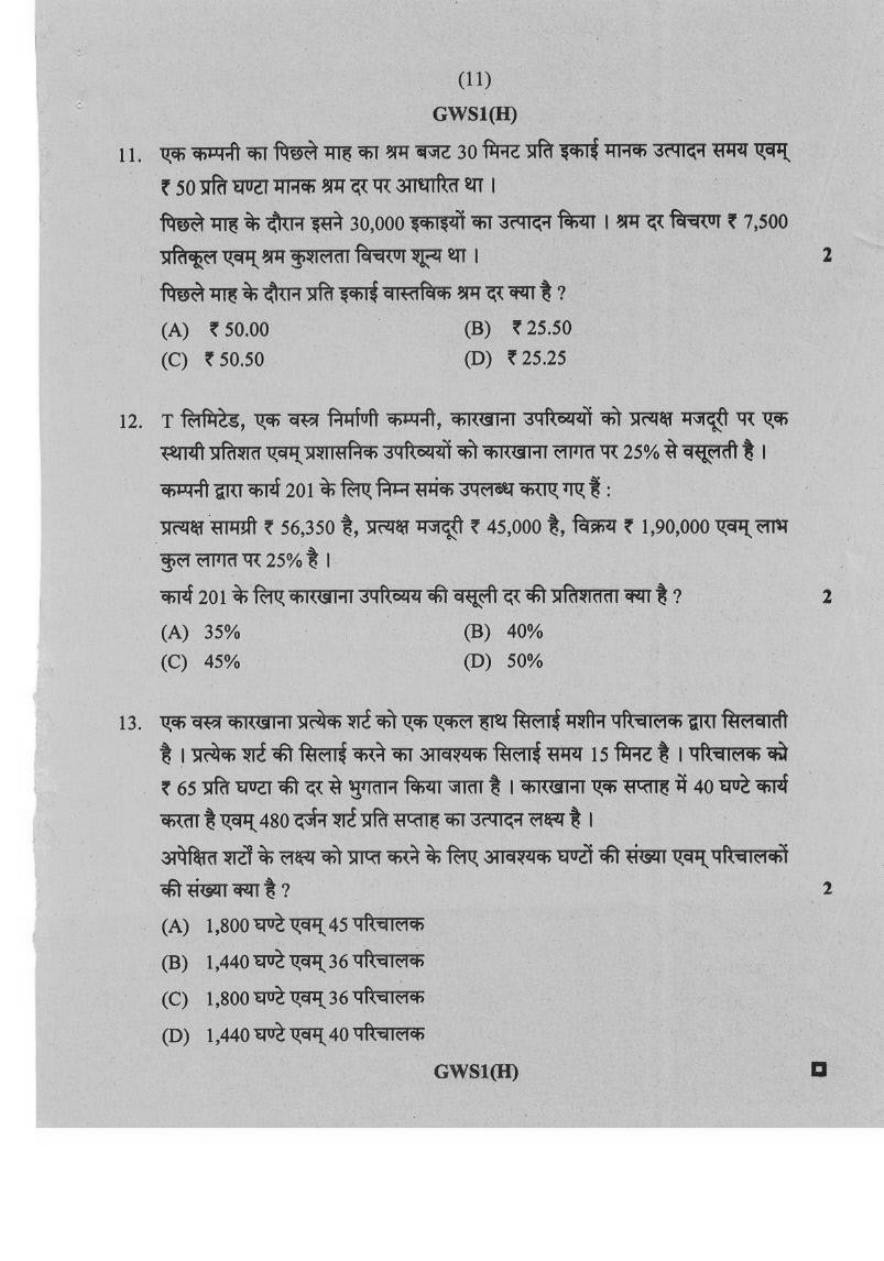 (11)
GWS1(H)
11. एक कम्पनी का पिछले माह का श्रम बजट 30 मिनट प्रति इकाई मानक उत्पादन समय एवम्
₹ 50 प्रति घण्टा मानक श्रम दर पर आधारित था ।
पिछले माह के दौरान इसने 30,000 इकाइयों का उत्पादन किया । श्रम दर विचरण ₹ 7,500
प्रतिकूल एवम् श्रम कुशलता विचरण शून्य था । 2
पिछले माह के दौरान प्रति इकाई वास्तविक श्रम दर क्या है ?
(A) ₹ 50.00 (B) ₹ 25.50
(C) ₹ 50.50 (D) ₹ 25.25
12. T लिमिटेड, एक वस्त्र निर्माणी कम्पनी, कारखाना उपरिव्ययों को प्रत्यक्ष मजदूरी पर एक
स्थायी प्रतिशत एवम् प्रशासनिक उपरिव्ययों को कारखाना लागत पर 25% से वसूलती है ।
कम्पनी द्वारा कार्य 201 के लिए निम्न समंक उपलब्ध कराए गए हैं :
प्रत्यक्ष सामग्री ₹ 56,350 है, प्रत्यक्ष मजदूरी ₹ 45,000 है, विक्रय ₹ 1,90,000 एवम् लाभ
कुल लागत पर 25% है ।
कार्य 201 के लिए कारखाना उपरिव्यय की वसूली दर की प्रतिशतता क्या है ? 2
(A) 35% (B) 40%
(C) 45% (D) 50%
13. एक वस्त्र कारखाना प्रत्येक शर्ट को एक एकल हाथ सिलाई मशीन परिचालक द्वारा सिलवाती
है । प्रत्येक शर्ट की सिलाई करने का आवश्यक सिलाई समय 15 मिनट है । परिचालक को
₹ 65 प्रति घण्टा की दर से भुगतान किया जाता है । कारखाना एक सप्ताह में 40 घण्टे कार्य
करता है एवम् 480 दर्जन शर्ट प्रति सप्ताह का उत्पादन लक्ष्य है ।
अपेक्षित शर्टों के लक्ष्य को प्राप्त करने के लिए आवश्यक घण्टों की संख्या एवम् परिचालकों
की संख्या क्या है ? 2
(A) 1,800 घण्टे एवम् 45 परिचालक
(B) 1,440 घण्टे एवम् 36 परिचालक
(C) 1,800 घण्टे एवम् 36 परिचालक
(D) 1,440 घण्टे एवम् 40 परिचालक
GWS1(H)